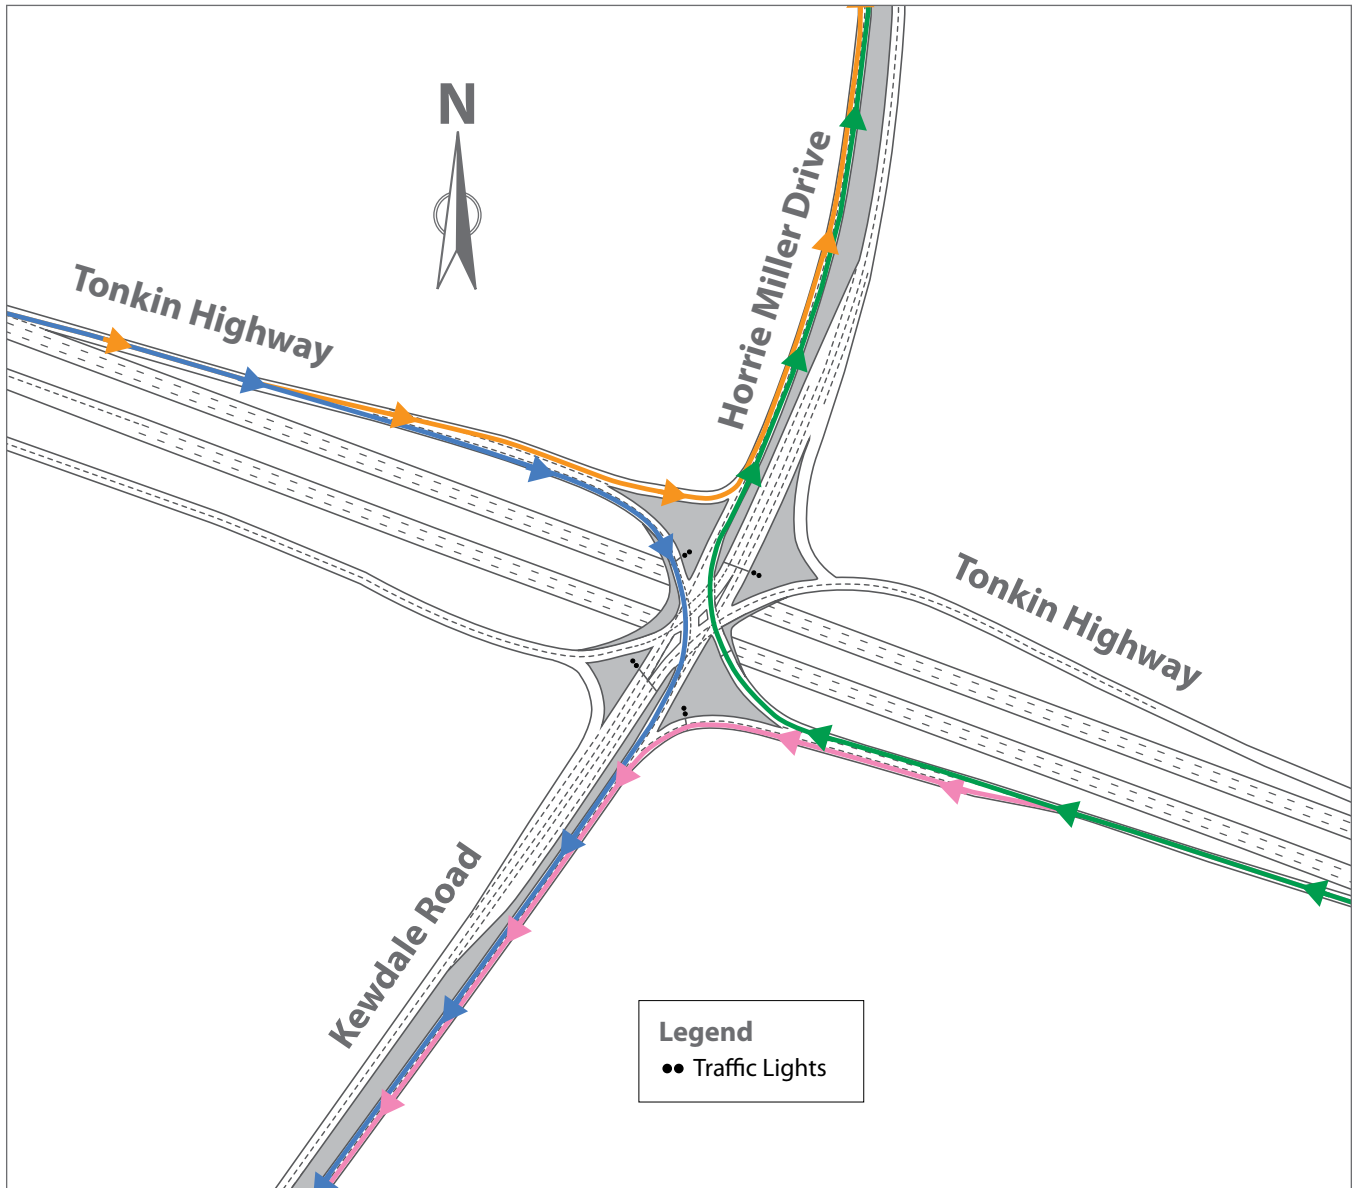 N
Tonkin Highway
Horrie Miller Drive
Tonkin Highway
Kewdale Road
Legend
Traffic Lights